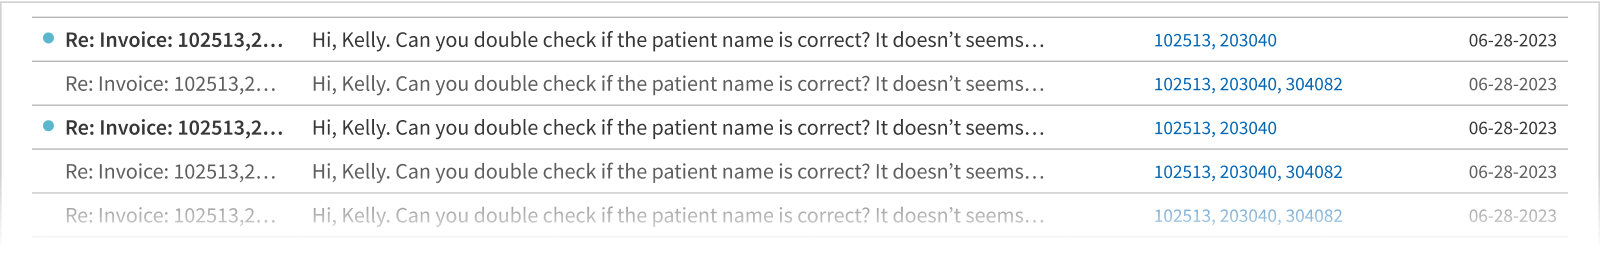 Re: Invoice: 102513,2... Hi, Kelly. Can you double check if the patient name is correct? It doesn’t seems... 102513, 203040 06-28-2023
Re: Invoice: 102513,2... Hi, Kelly. Can you double check if the patient name is correct? It doesn’t seems... 102513, 203040, 304082 06-28-2023
Re: Invoice: 102513,2... Hi, Kelly. Can you double check if the patient name is correct? It doesn’t seems... 102513, 203040 06-28-2023
Re: Invoice: 102513,2... Hi, Kelly. Can you double check if the patient name is correct? It doesn’t seems... 102513, 203040, 304082 06-28-2023
Re: Invoice: 102513,2... Hi, Kelly. Can you double check if the patient name is correct? It doesn’t seems... 102513, 203040, 304082 06-28-2023